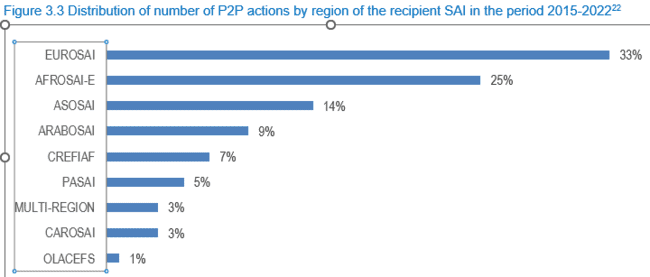 Figure 3.3 Distribution of number of P2P actions by region of the recipient SAI in the period 2015-2022²²
EUROSAI 33%
AFROSAI-E 25%
ASOSAI 14%
ARABOSAI 9%
CREFIAF 7%
PASAI 5%
MULTI-REGION 3%
CAROSAI 3%
OLACEFS 1%